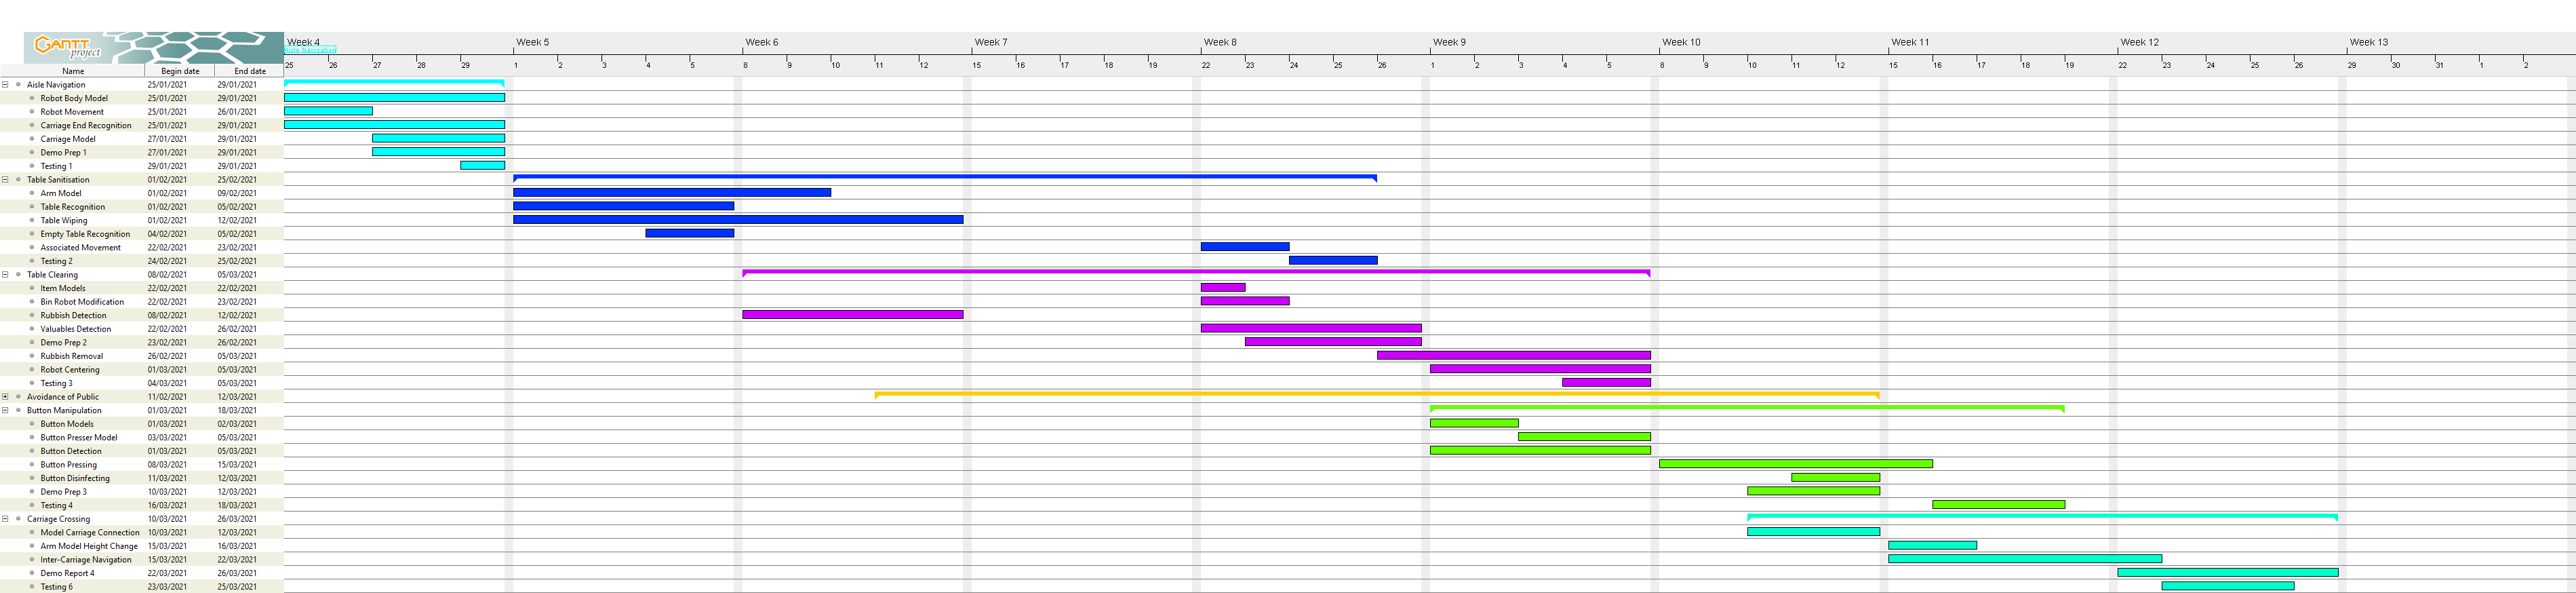 Week 4 Week 5 Week 6 Week 7 Week 8 Week 9 Week 10 Week 11 Week 12 Week 13
GANTT project
Aisle Navigation
25 26 27 28 29 1 2 3 4 5 8 9 10 11 12 15 16 17 18 19 22 23 24 25 26 1 2 3 4 5 8 9 10 11 12 15 16 17 18 19 22 23 24 25 26 29 30 31 1 2
Name Begin date End date
Aisle Navigation 25/01/2021 29/01/2021
Robot Body Model 25/01/2021 29/01/2021
Robot Movement 25/01/2021 26/01/2021
Carriage End Recognition 25/01/2021 29/01/2021
Carriage Model 27/01/2021 29/01/2021
Demo Prep 1 27/01/2021 29/01/2021
Testing 1 29/01/2021 29/01/2021
Table Sanitisation 01/02/2021 25/02/2021
Arm Model 01/02/2021 09/02/2021
Table Recognition 01/02/2021 05/02/2021
Table Wiping 01/02/2021 12/02/2021
Empty Table Recognition 04/02/2021 05/02/2021
Associated Movement 22/02/2021 23/02/2021
Testing 2 24/02/2021 25/02/2021
Table Clearing 08/02/2021 05/03/2021
Item Models 22/02/2021 22/02/2021
Bin Robot Modification 22/02/2021 23/02/2021
Rubbish Detection 08/02/2021 12/02/2021
Valuables Detection 22/02/2021 26/02/2021
Demo Prep 2 23/02/2021 26/02/2021
Rubbish Removal 26/02/2021 05/03/2021
Robot Centering 01/03/2021 05/03/2021
Testing 3 04/03/2021 05/03/2021
Avoidance of Public 11/02/2021 12/03/2021
Button Manipulation 01/03/2021 18/03/2021
Button Models 01/03/2021 02/03/2021
Button Presser Model 03/03/2021 05/03/2021
Button Detection 01/03/2021 05/03/2021
Button Pressing 08/03/2021 15/03/2021
Button Disinfecting 11/03/2021 12/03/2021
Demo Prep 3 10/03/2021 12/03/2021
Testing 4 16/03/2021 18/03/2021
Carriage Crossing 10/03/2021 26/03/2021
Model Carriage Connection 10/03/2021 12/03/2021
Arm Model Height Change 15/03/2021 16/03/2021
Inter-Carriage Navigation 15/03/2021 22/03/2021
Demo Report 4 22/03/2021 26/03/2021
Testing 6 23/03/2021 25/03/2021